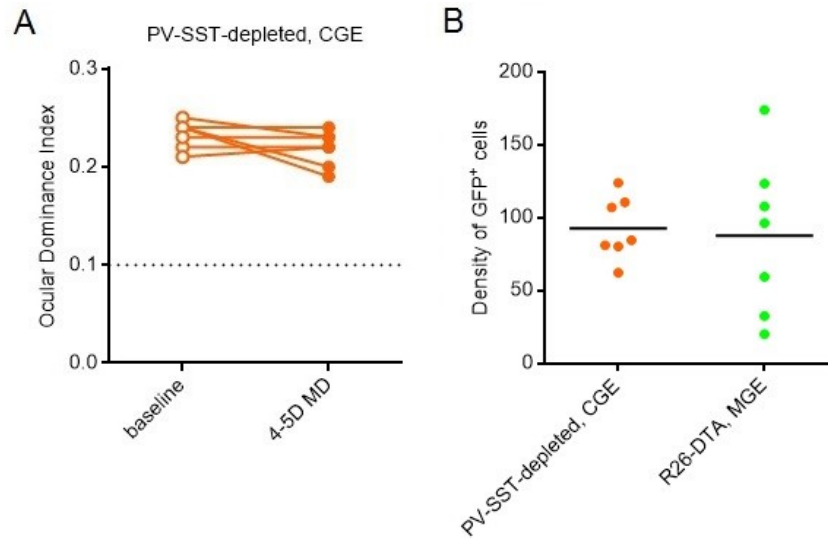 A
PV-SST-depleted, CGE
Ocular Dominance Index
0.3
0.2
0.1
0.0
baseline
4-5D MD
B
Density of GFP+ cells
200
150
100
50
0
PV-SST-depleted, CGE
R26-DTA, MGE